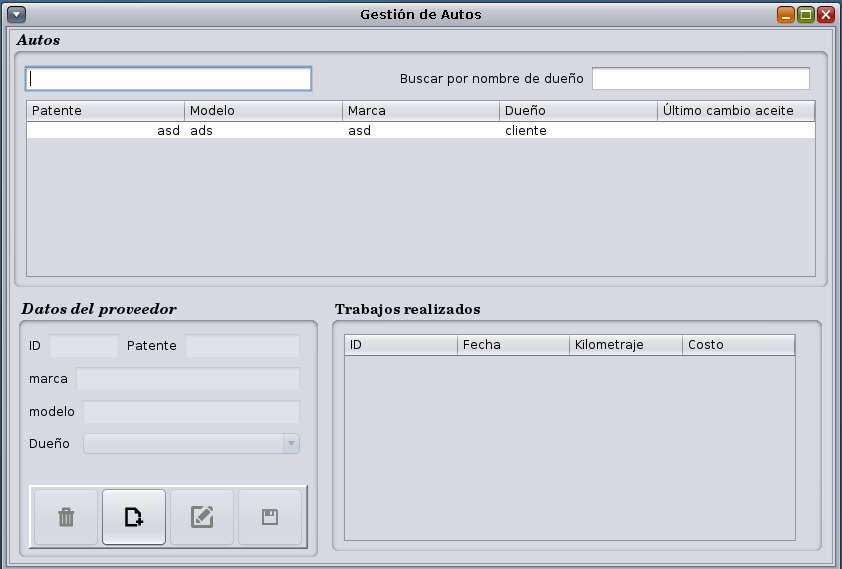 Gestión de Autos
Autos
Buscar por nombre de dueño
Patente Modelo Marca Dueño Último cambio aceite
asd ads asd cliente
Datos del proveedor
ID Patente
marca
modelo
Dueño
Trabajos realizados
ID Fecha Kilometraje Costo